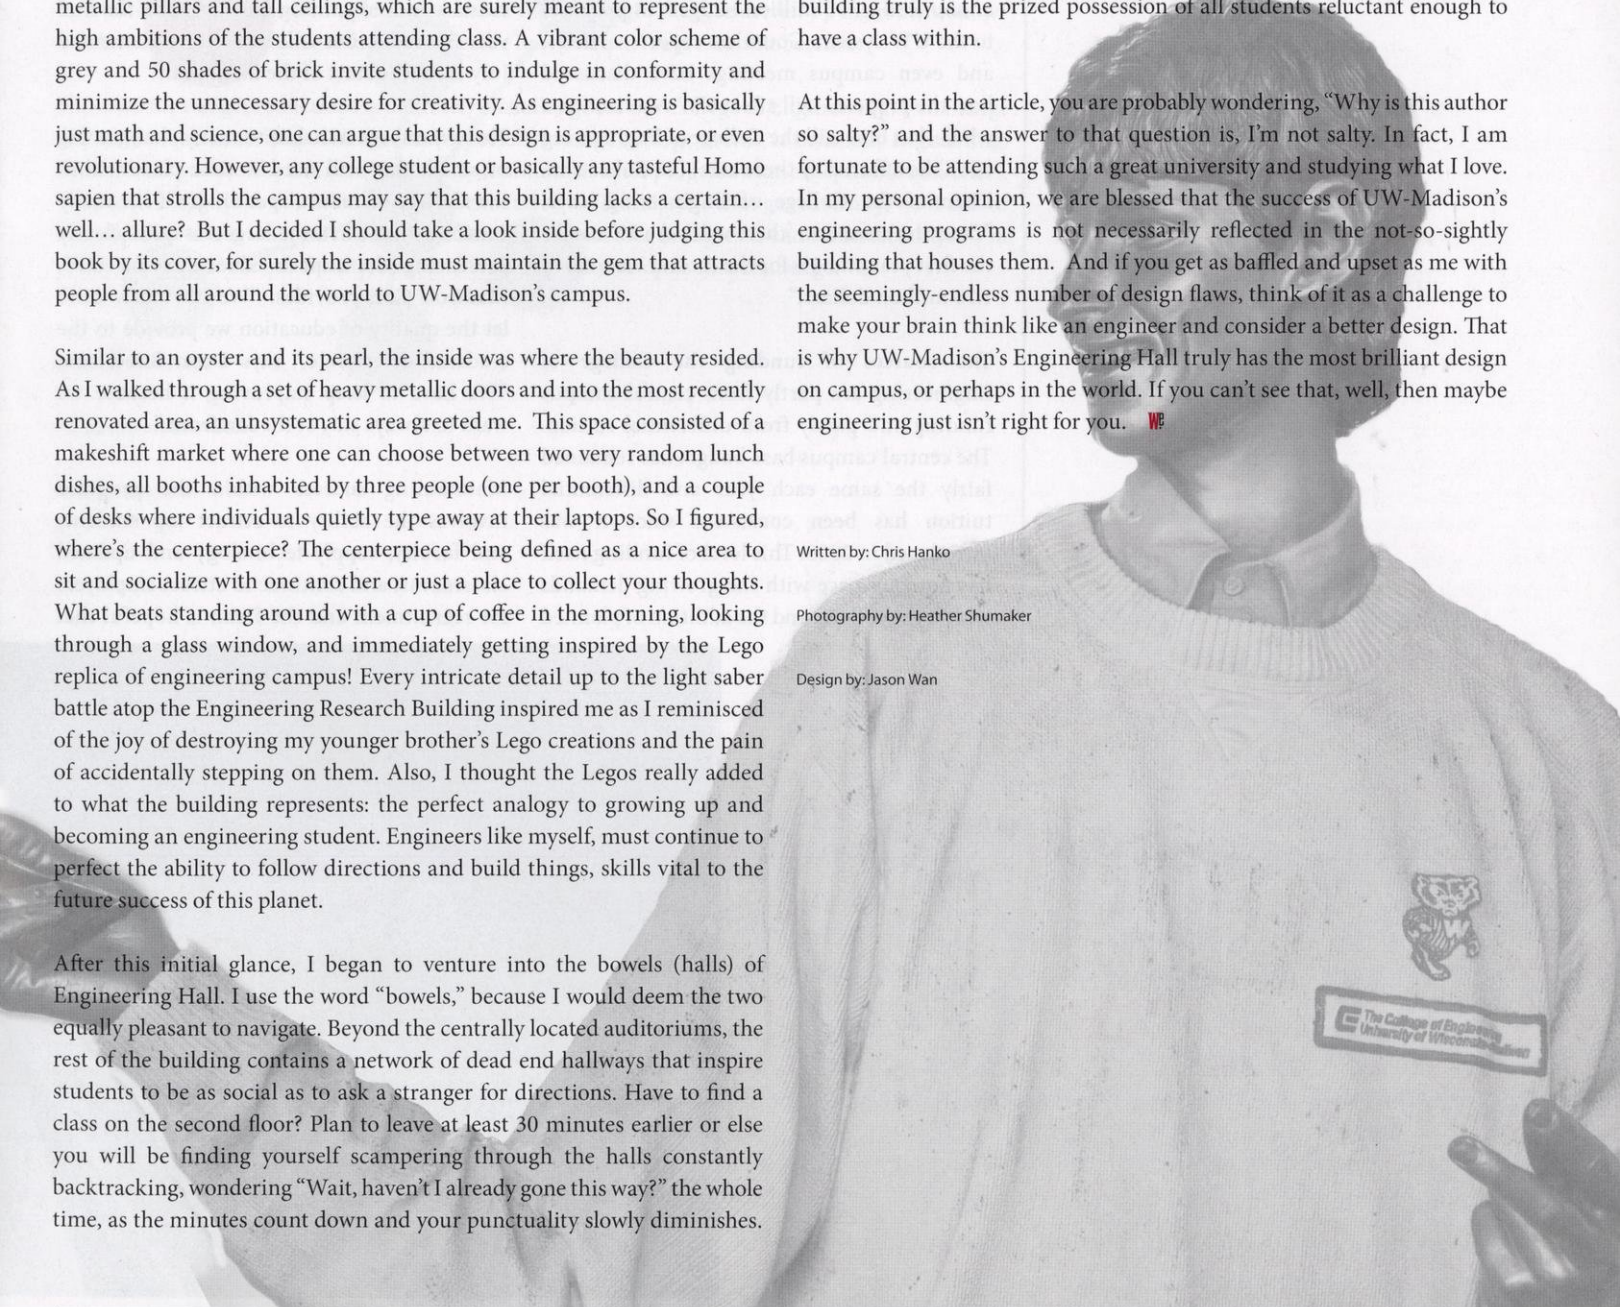 metallic pillars and tall ceilings, which are surely meant to represent the
high ambitions of the students attending class. A vibrant color scheme of
grey and 50 shades of brick invite students to indulge in conformity and
minimize the unnecessary desire for creativity. As engineering is basically
just math and science, one can argue that this design is appropriate, or even
revolutionary. However, any college student or basically any tasteful Homo
sapien that strolls the campus may say that this building lacks a certain…
well… allure? But I decided I should take a look inside before judging this
book by its cover, for surely the inside must maintain the gem that attracts
people from all around the world to UW-Madison's campus.
Similar to an oyster and its pearl, the inside was where the beauty resided.
As I walked through a set of heavy metallic doors and into the most recently
renovated area, an unsystematic area greeted me. This space consisted of a
makeshift market where one can choose between two very random lunch
dishes, all booths inhabited by three people (one per booth), and a couple
of desks where individuals quietly type away at their laptops. So I figured,
where's the centerpiece? The centerpiece being defined as a nice area to
sit and socialize with one another or just a place to collect your thoughts.
What beats standing around with a cup of coffee in the morning, looking
through a glass window, and immediately getting inspired by the Lego
replica of engineering campus! Every intricate detail up to the light saber
battle atop the Engineering Research Building inspired me as I reminisced
of the joy of destroying my younger brother's Lego creations and the pain
of accidentally stepping on them. Also, I thought the Legos really added
to what the building represents: the perfect analogy to growing up and
becoming an engineering student. Engineers like myself, must continue to
perfect the ability to follow directions and build things, skills vital to the
future success of this planet.
After this initial glance, I began to venture into the bowels (halls) of
Engineering Hall. I use the word “bowels,” because I would deem the two
equally pleasant to navigate. Beyond the centrally located auditoriums, the
rest of the building contains a network of dead end hallways that inspire
students to be as social as to ask a stranger for directions. Have to find a
class on the second floor? Plan to leave at least 30 minutes earlier or else
you will be finding yourself scampering through the halls constantly
backtracking, wondering “Wait, haven't I already gone this way?” the whole
time, as the minutes count down and your punctuality slowly diminishes.
building truly is the prized possession of all students reluctant enough to
have a class within.
At this point in the article, you are probably wondering, “Why is this author
so salty?” and the answer to that question is, I'm not salty. In fact, I am
fortunate to be attending such a great university and studying what I love.
In my personal opinion, we are blessed that the success of UW-Madison's
engineering programs is not necessarily reflected in the not-so-sightly
building that houses them. And if you get as baffled and upset as me with
the seemingly-endless number of design flaws, think of it as a challenge to
make your brain think like an engineer and consider a better design. That
is why UW-Madison's Engineering Hall truly has the most brilliant design
on campus, or perhaps in the world. If you can't see that, well, then maybe
engineering just isn't right for you.
Written by: Chris Hanko
Photography by: Heather Shumaker
Design by: Jason Wan
W
The College of Engineering
University of Wisconsin-Madison